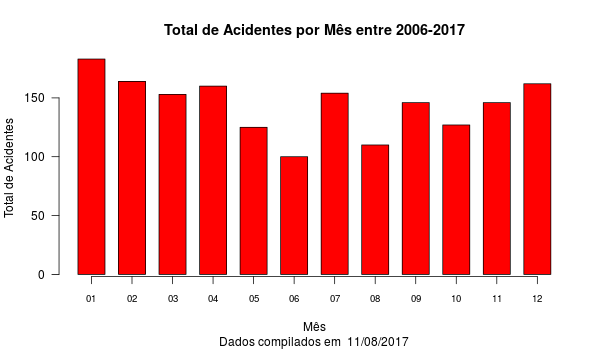 Total de Acidentes por Mês entre 2006-2017
Total de Acidentes
150
100
50
0
01 02 03 04 05 06 07 08 09 10 11 12
Mês
Dados compilados em  11/08/2017